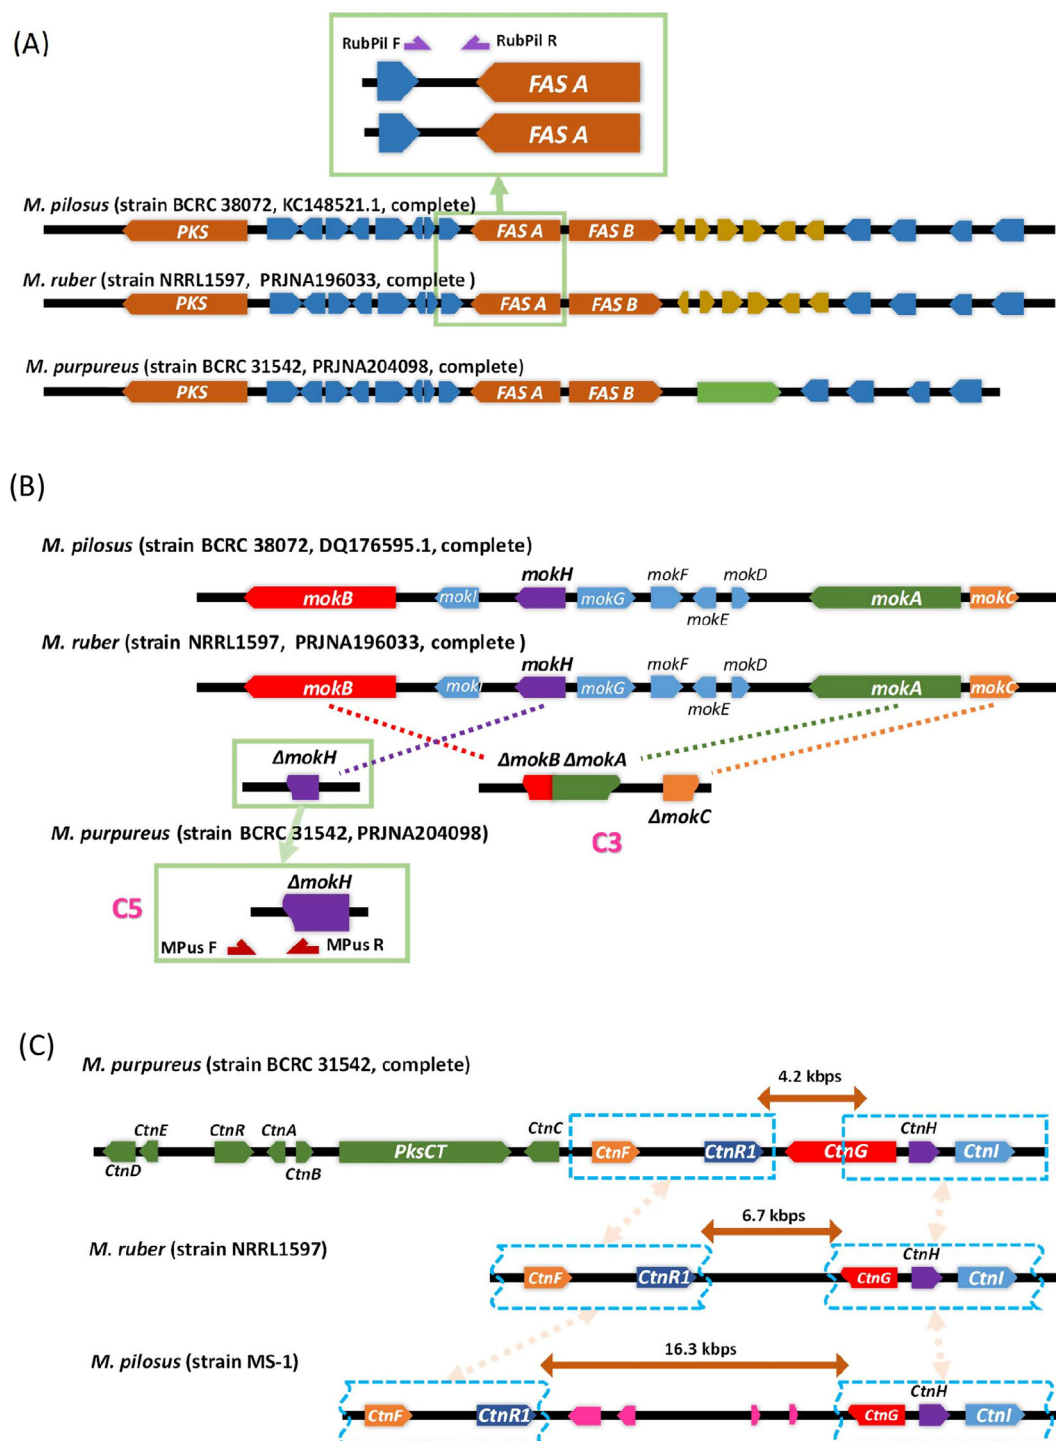 (A)
RubPil F
RubPil R
FAS A
FAS A
M. pilosus (strain BCRC 38072, KC148521.1, complete)
PKS FAS A FAS B
M. ruber (strain NRRL1597, PRJNA196033, complete )
PKS FAS A FAS B
M. purpureus (strain BCRC 31542, PRJNA204098, complete)
PKS FAS A FAS B
(B)
M. pilosus (strain BCRC 38072, DQ176595.1, complete)
mokH mokF mokD
mokB mokI mokG mokA mokC
mokE
M. ruber (strain NRRL1597, PRJNA196033, complete )
mokH mokF mokD
mokB mokI mokG mokA mokC
mokE
ΔmokH ΔmokB ΔmokA
ΔmokC
M. purpureus (strain BCRC 31542, PRJNA204098)
C3
ΔmokH
C5
MPus F MPus R
(C)
M. purpureus (strain BCRC 31542, complete)
4.2 kbps
CtnE CtnR CtnA CtnC CtnH
PksCT CtnF CtnR1 CtnG CtnI
CtnD CtnB
6.7 kbps
M. ruber (strain NRRL1597)
CtnH
CtnF CtnR1 CtnG CtnI
16.3 kbps
M. pilosus (strain MS-1)
CtnH
CtnF CtnR1 CtnG CtnI